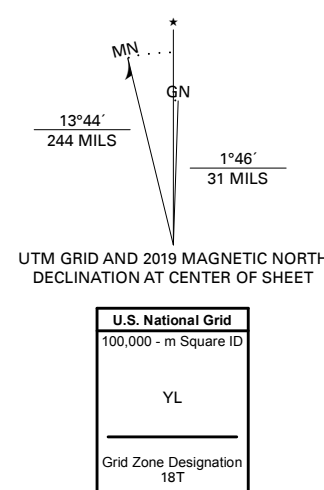 ★
MN
GN
13°44´
244 MILS
1°46´
31 MILS
UTM GRID AND 2019 MAGNETIC NORTH
DECLINATION AT CENTER OF SHEET
U.S. National Grid
100,000 - m Square ID
YL
Grid Zone Designation
18T